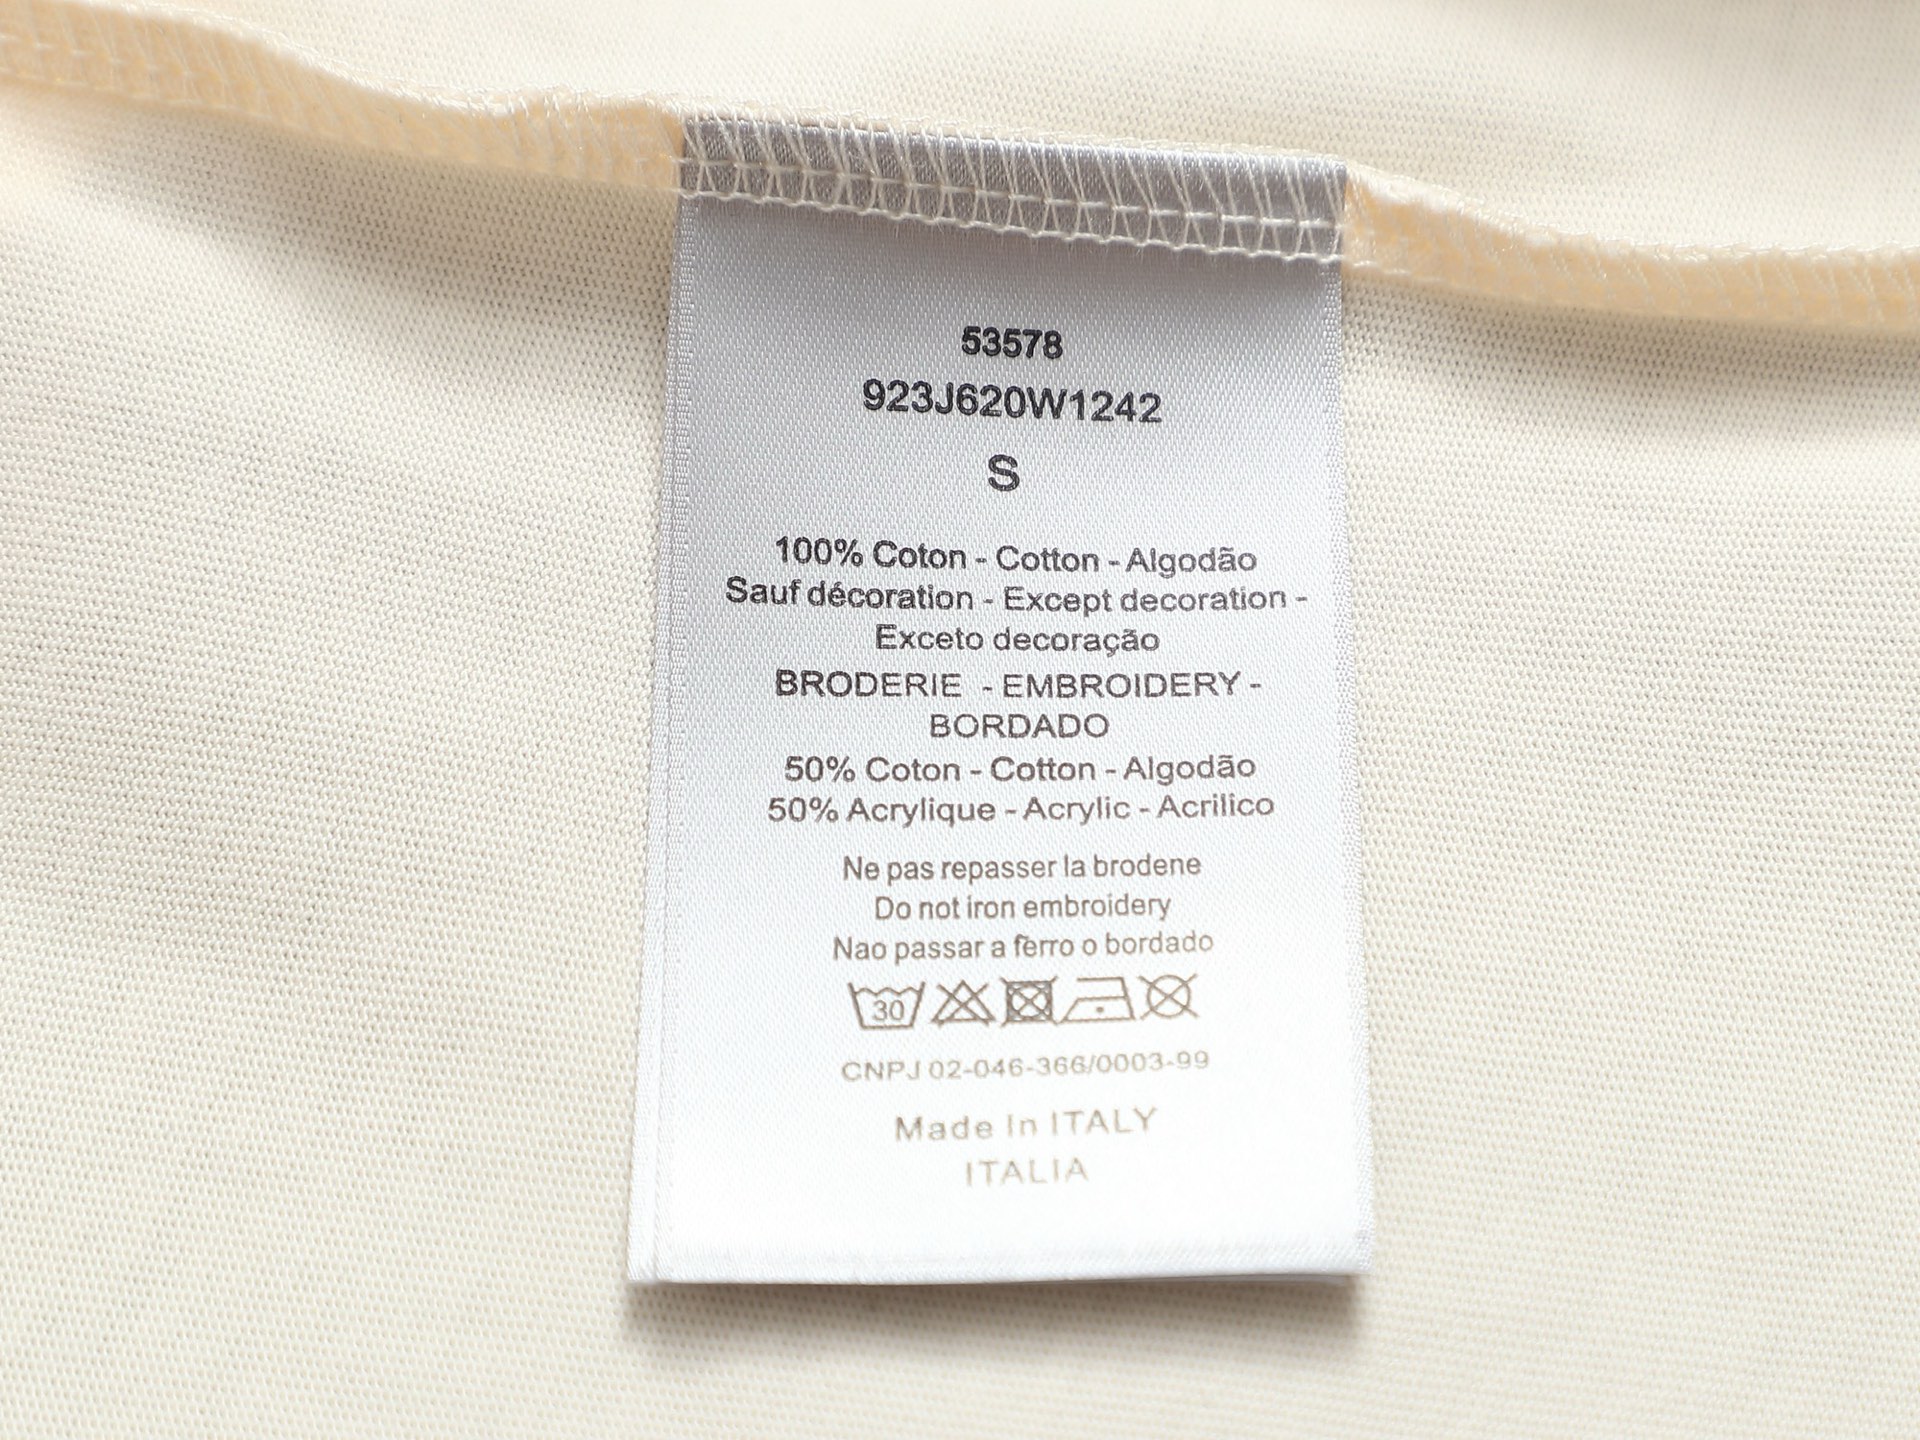 53578
923J620W1242
S
100% Coton - Cotton - Algodão
Sauf décoration - Except decoration -
Exceto decoração
BRODERIE - EMBROIDERY -
BORDADO
50% Coton - Cotton - Algodão
50% Acrylique - Acrylic - Acrilico
Ne pas repasser la brodene
Do not iron embroidery
Nao passar a ferro o bordado
30
CNPJ 02-046-366/0003-99
Made In ITALY
ITALIA